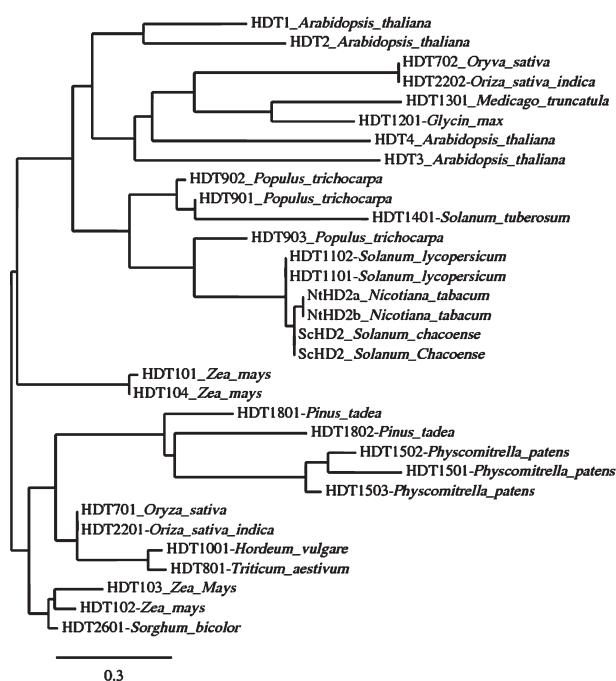 HDT1_Arabidopsis_thaliana
HDT2_Arabidopsis_thaliana
HDT702_Oryva_sativa
HDT2202-Oriza_sativa_indica
HDT1301_Medicago_truncatula
HDT1201-Glycin_max
HDT4_Arabidopsis_thaliana
HDT3_Arabidopsis_thaliana
HDT902_Populus_trichocarpa
HDT901_Populus_trichocarpa
HDT1401-Solanum_tuberosum
HDT903_Populus_trichocarpa
HDT1102-Solanum_lycopersicum
HDT1101-Solanum_lycopersicum
NtHD2a_Nicotiana_tabacum
NtHD2b_Nicotiana_tabacum
ScHD2_Solanum_chacoense
ScHD2_Solanum_Chacoense
HDT101_Zea_mays
HDT104_Zea_mays
HDT1801-Pinus_tadea
HDT1802-Pinus_tadea
HDT1502-Physcomitrella_patens
HDT1501-Physcomitrella_patens
HDT1503-Physcomitrella_patens
HDT701_Oryza_sativa
HDT2201-Oriza_sativa_indica
HDT1001-Hordeum_vulgare
HDT801-Triticum_aestivum
HDT103_Zea_Mays
HDT102-Zea_mays
HDT2601-Sorghum_bicolor
0.3